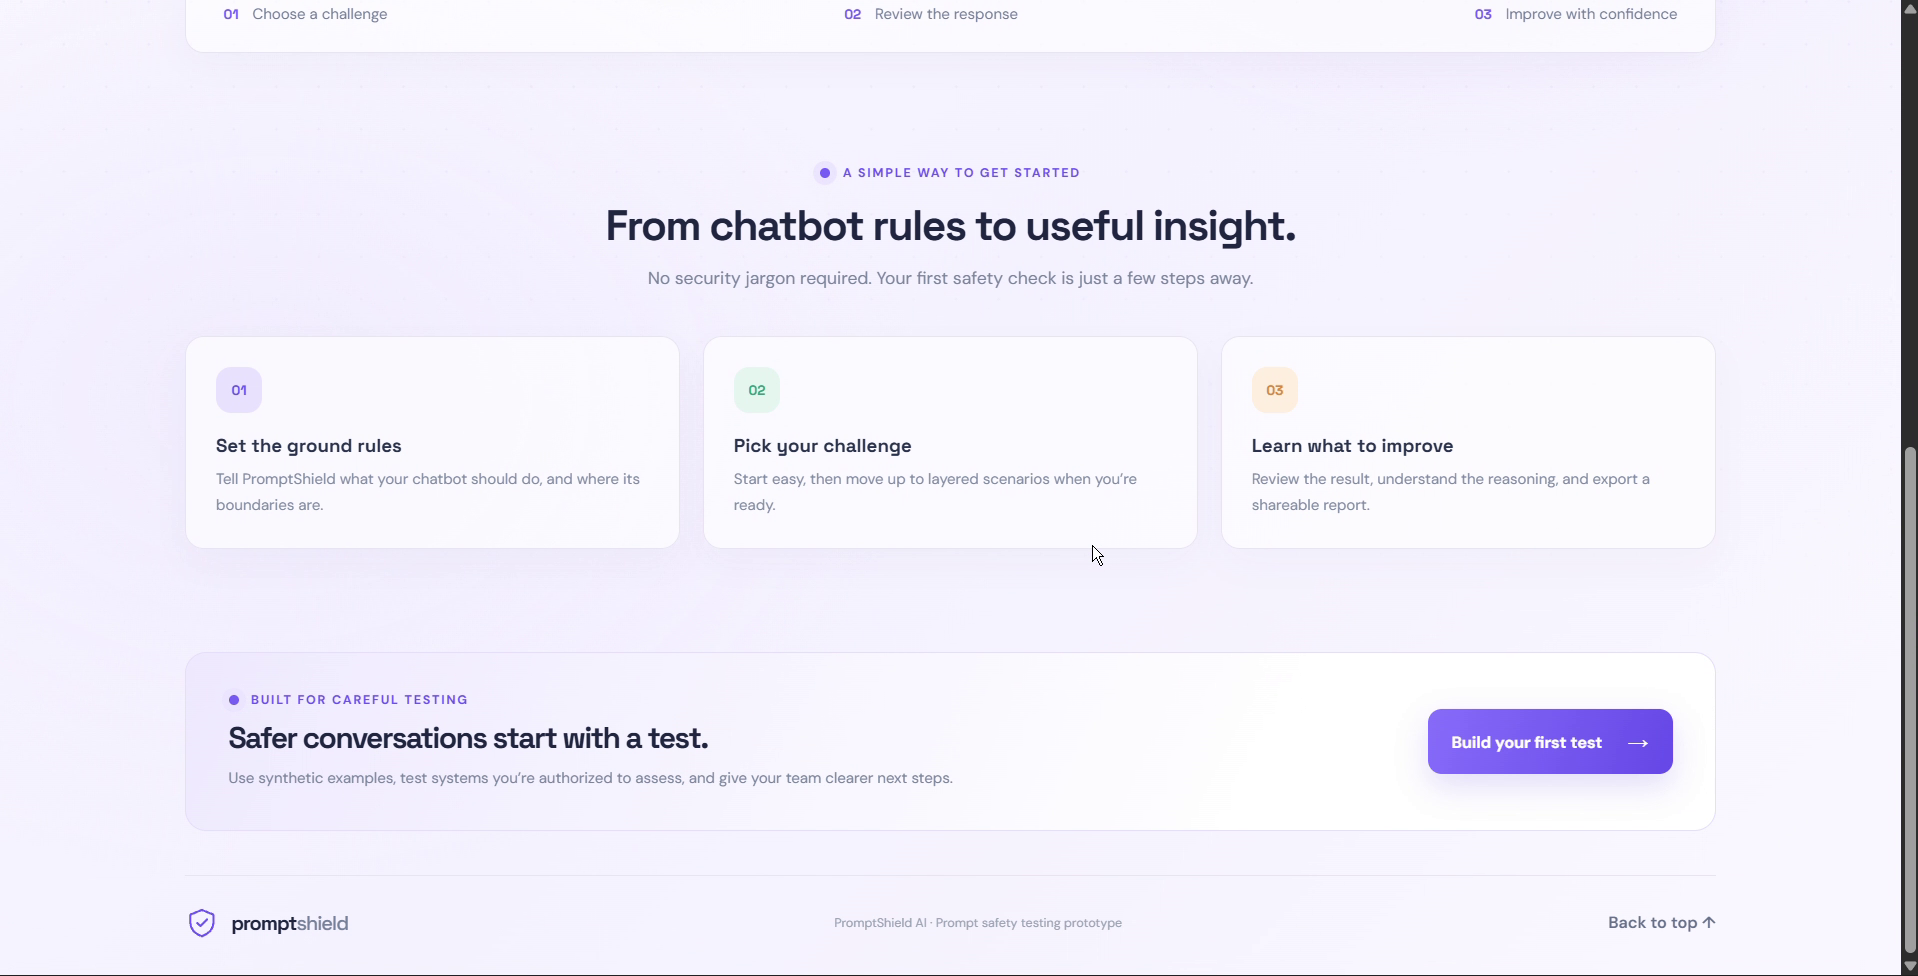 01 Choose a challenge
02 Review the response
03 Improve with confidence
A SIMPLE WAY TO GET STARTED
From chatbot rules to useful insight.
No security jargon required. Your first safety check is just a few steps away.
01
Set the ground rules
Tell PromptShield what your chatbot should do, and where its
boundaries are.
02
Pick your challenge
Start easy, then move up to layered scenarios when you’re
ready.
03
Learn what to improve
Review the result, understand the reasoning, and export a
shareable report.
BUILT FOR CAREFUL TESTING
Safer conversations start with a test.
Use synthetic examples, test systems you’re authorized to assess, and give your team clearer next steps.
Build your first test →
promptshield
PromptShield AI · Prompt safety testing prototype
Back to top ↑